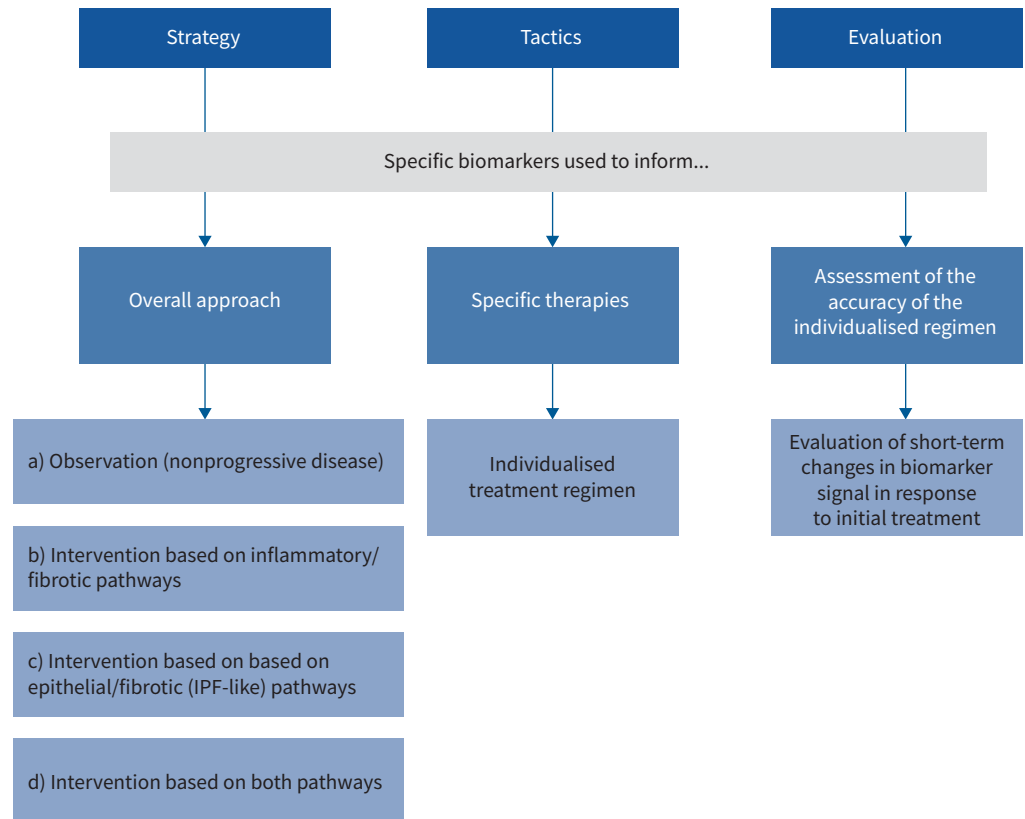 Strategy
Tactics
Evaluation
Specific biomarkers used to inform...
Overall approach
Specific therapies
Assessment of the
accuracy of the
individualised regimen
a) Observation (nonprogressive disease)
b) Intervention based on inflammatory/
fibrotic pathways
c) Intervention based on based on
epithelial/fibrotic (IPF-like) pathways
d) Intervention based on both pathways
Individualised
treatment regimen
Evaluation of short-term
changes in biomarker
signal in response
to initial treatment